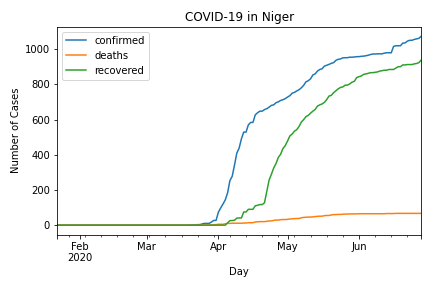 COVID-19 in Niger
confirmed
deaths
recovered
Number of Cases
1000
800
600
400
200
0
Feb
2020
Mar
Apr
May
Jun
Day